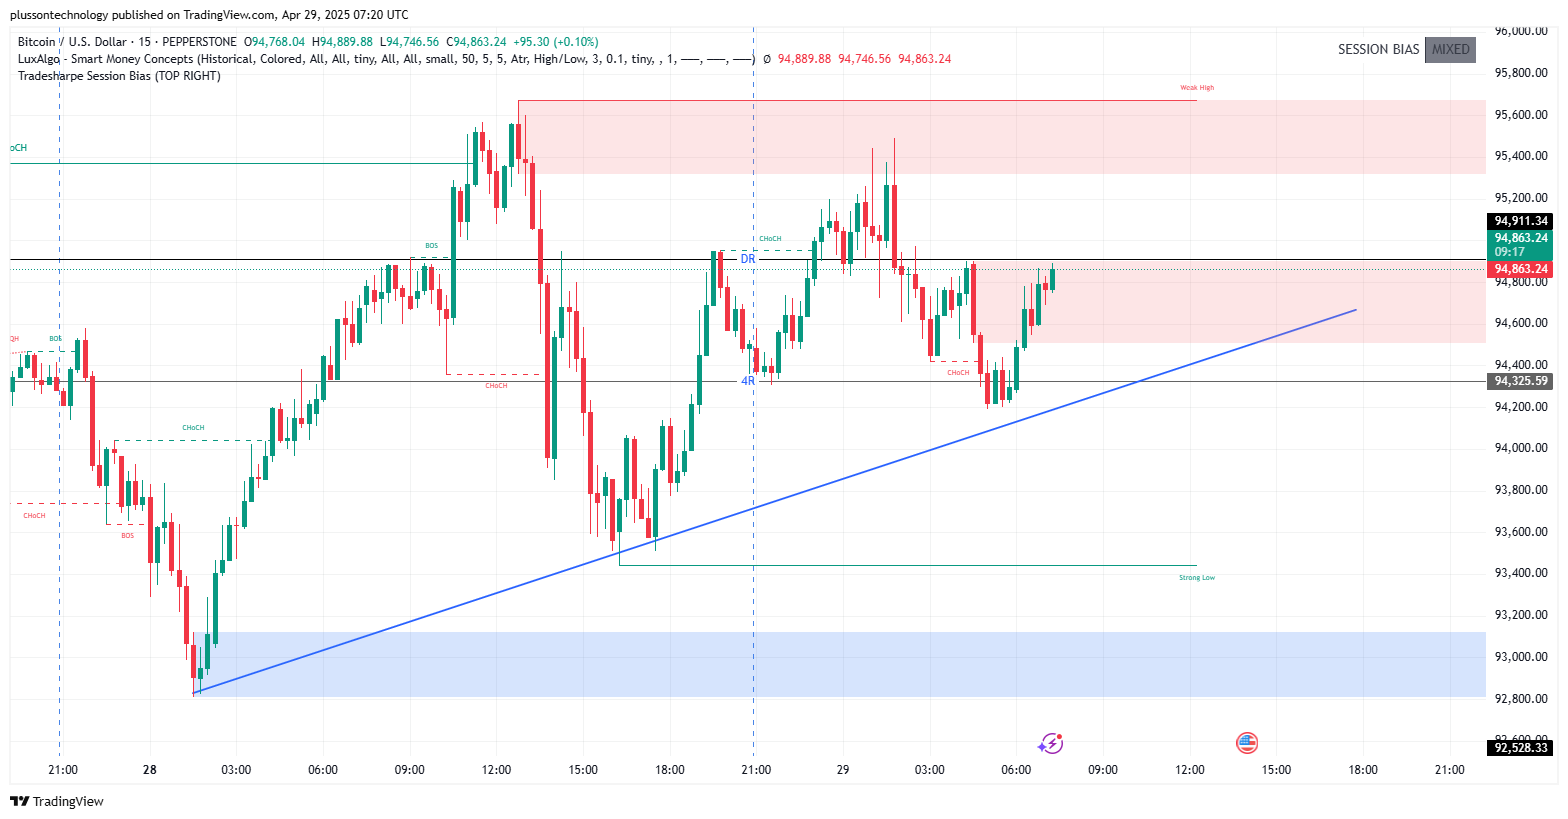 plussontechnology published on TradingView.com, Apr 29, 2025 07:20 UTC
Bitcoin / U.S. Dollar · 15 · PEPPERSTONE O94,768.04 H94,889.88 L94,746.56 C94,863.24 +95.30 (+0.10%)
LuxAlgo - Smart Money Concepts (Historical, Colored, All, All, tiny, All, All, small, 50, 5, 5, Atr, High/Low, 3, 0.1, tiny, , 1, ——, ——, ——) Ø 94,889.88 94,746.56 94,863.24
Tradesharpe Session Bias (TOP RIGHT)
SESSION BIAS MIXED
96,000.00
95,800.00
Weak High
95,600.00
oCH
95,400.00
95,200.00
94,911.34
CHoCH
94,863.24
BOS
09:17
DR
94,863.24
94,800.00
94,600.00
QH
BOS
94,400.00
CHoCH
4R
94,325.59
CHoCH
94,200.00
CHoCH
94,000.00
93,800.00
CHoCH
93,600.00
BOS
93,400.00
Strong Low
93,200.00
93,000.00
92,800.00
92,600.00
92,528.33
21:00 28 03:00 06:00 09:00 12:00 15:00 18:00 21:00 29 03:00 06:00 09:00 12:00 15:00 18:00 21:00
TradingView